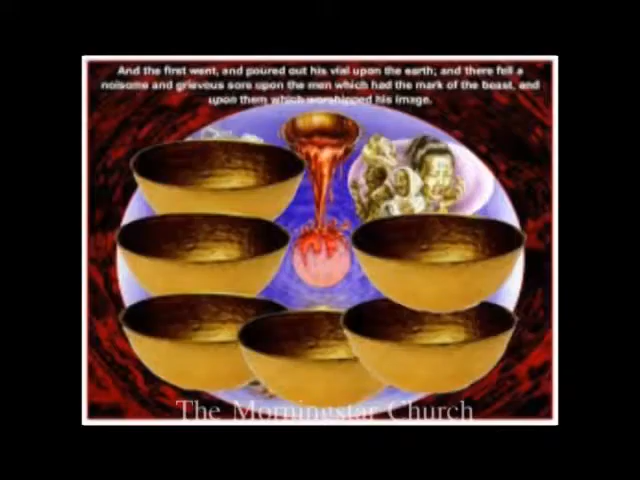 And the first went, and poured out his vial upon the earth; and there fell a
noisome and grievous sore upon the men which had the mark of the beast, and
upon them which worshipped his image.
The Morningstar Church